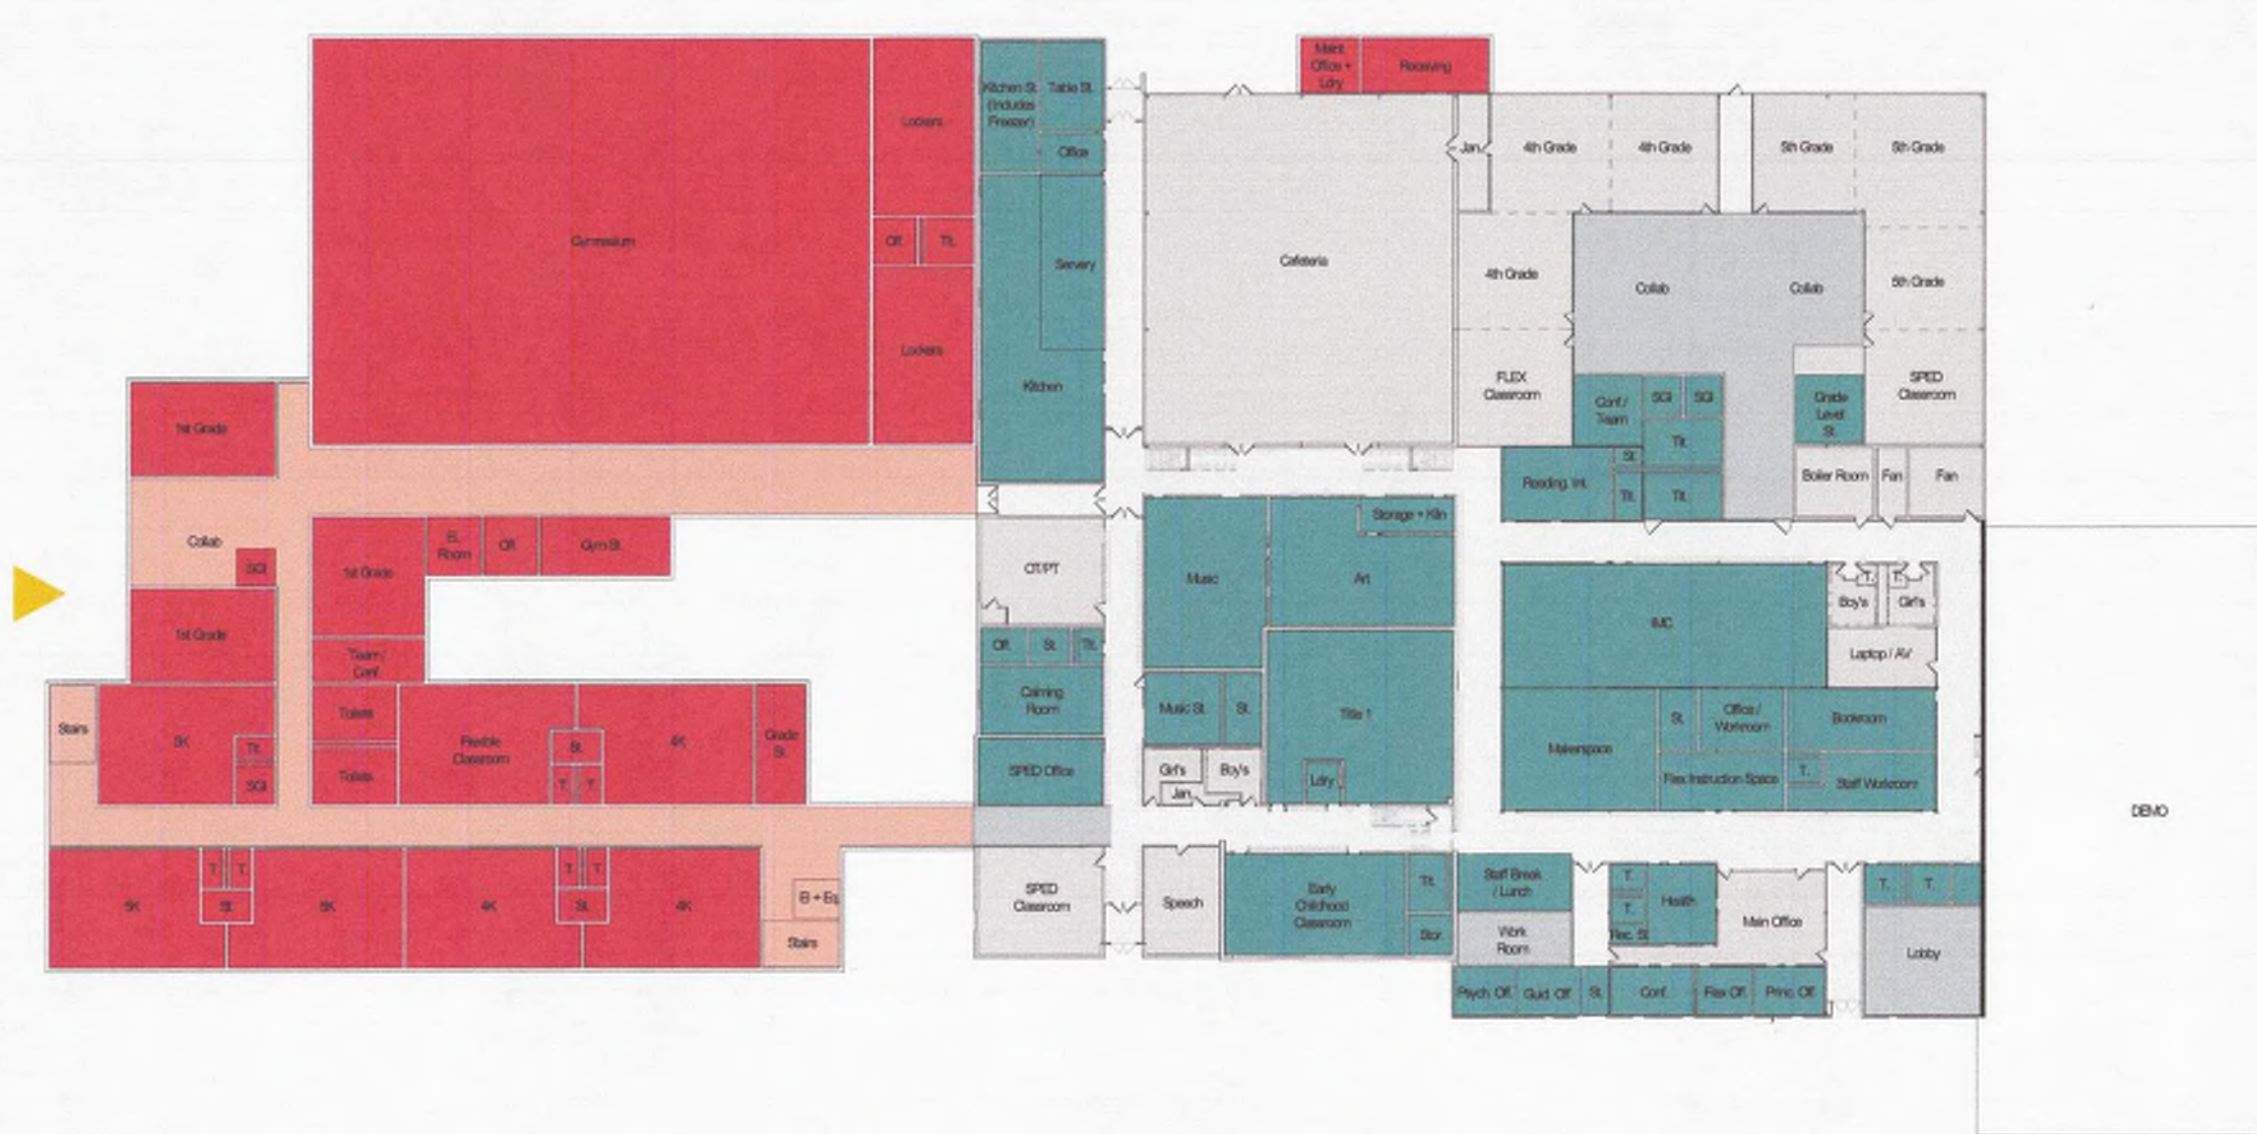 Maint.
Office +
Ldry
Receiving
Kitchen St.
(Includes
Freezer)
Table St.
Office
Lockers
Gymnasium
Off.
Tlt.
Servery
Lockers
Kitchen
Cafeteria
Jan.
4th Grade
4th Grade
5th Grade
5th Grade
4th Grade
Collab
Collab
5th Grade
FLEX
Classroom
Conf./
Team
SGI
SGI
Tlt.
Grade
Level
St.
SPED
Classroom
Reading. Int.
St.
Tlt.
Tlt.
Boiler Room
Fan
Fan
1st Grade
Collab
SGI
1st Grade
1st Grade
EL
Room
Off.
Gym St.
Team /
Conf.
OT/PT
Off.
St.
Tlt.
Calming
Room
SPED Office
Music
Storage + Kiln
Art
Music St.
St.
Title 1
Girl's
Boy's
Jan.
Ldry
IMC
T.
T.
Boy's
Girl's
Laptop / AV
Makerspace
St.
Office /
Workroom
Bookroom
Flex Instruction Space
T.
Staff Workroom
DEMO
Stairs
5K
Tlt.
SGI
Toilets
Toilets
Flexible
Classroom
St.
T.
T.
4K
Grade
St.
5K
T.
T.
St.
5K
4K
T.
T.
St.
4K
B + Eq.
Stairs
SPED
Classroom
Speech
Early
Childhood
Classroom
Tlt.
Stor.
Staff Break
/ Lunch
Work
Room
T.
T.
Rec. St.
Health
Main Office
T.
T.
Lobby
Psych. Off.
Guid. Off.
St.
Conf.
Flex Off.
Princ. Off.